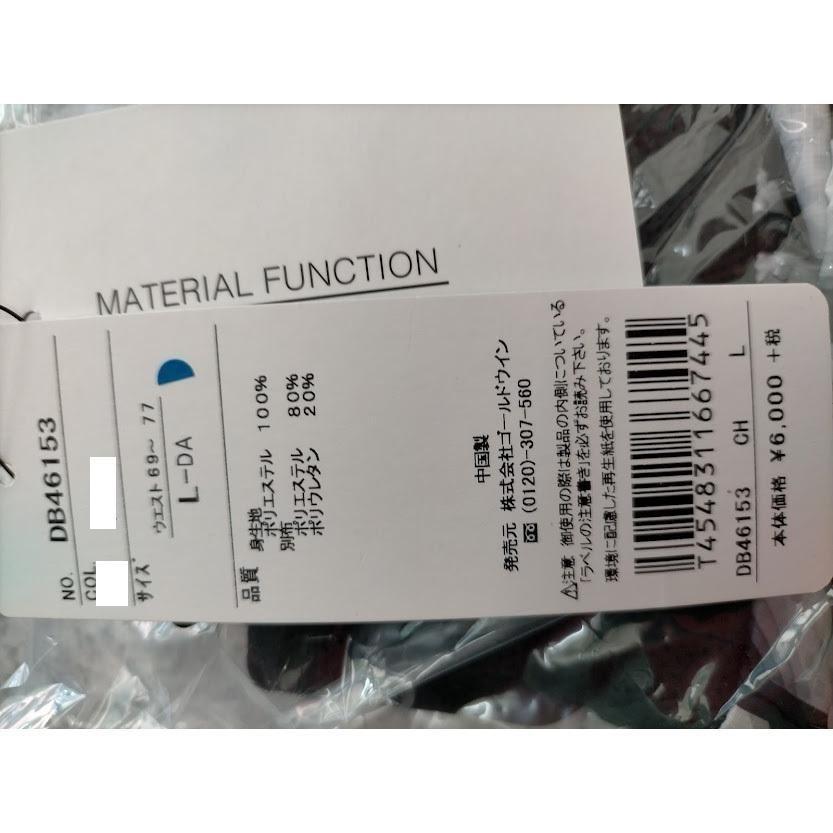 MATERIAL FUNCTION
NO. DB46153
COL
サイズ ウエスト69〜77
L-DA
品質 身生地
ポリエステル 100%
別布
ポリエステル 80%
ポリウレタン 20%
中国製
発売元 株式会社ゴールドウイン
(0120)-307-560
⚠注意 御使用の際は製品の内側についている
「ラベルの注意書き」を必ずお読み下さい。
環境に配慮した再生紙を使用しております。
T4548311667445
DB46153 CH L
本体価格 ¥6,000 +税